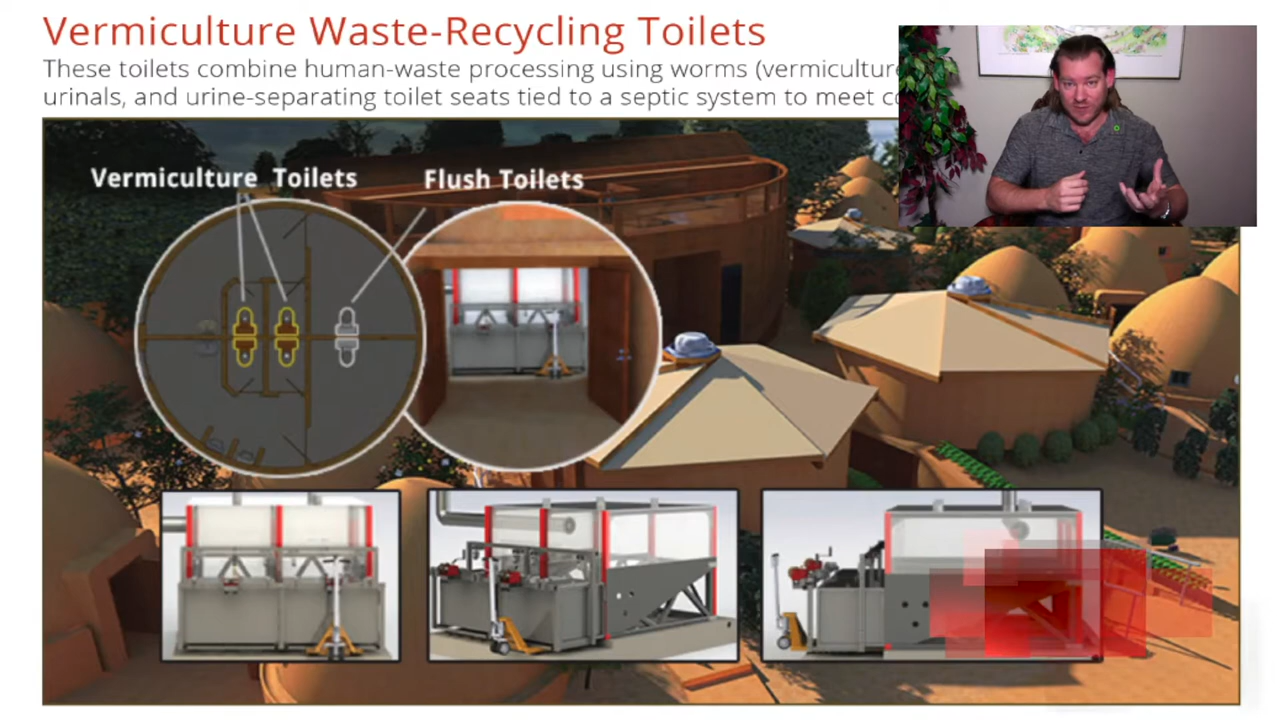 Vermiculture Waste-Recycling Toilets
These toilets combine human-waste processing using worms (vermiculture
urinals, and urine-separating toilet seats tied to a septic system to meet
Vermiculture Toilets
Flush Toilets